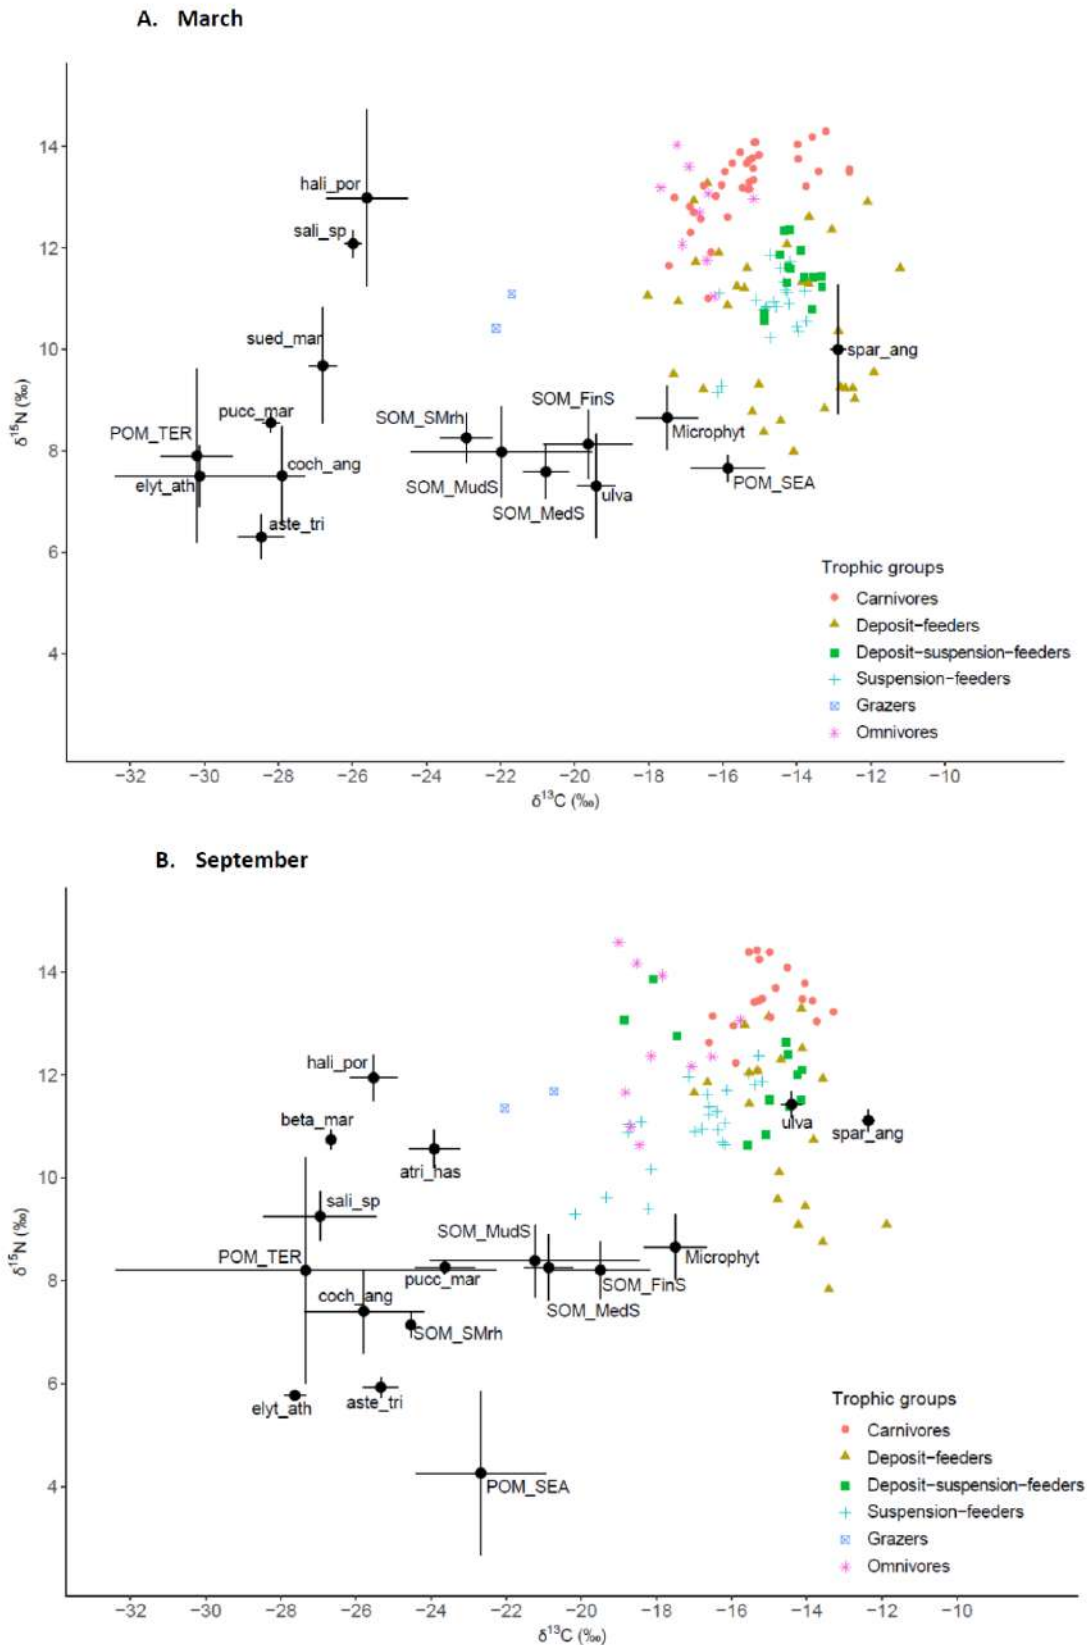 A. March
14
hali_por
sali_sp
12
sued_mar
10
spar_ang
δ15N (‰)
SOM_FinS
pucc_mar
SOM_SMrh
POM_TER
Microphyt
8
coch_ang
elyt_ath
SOM_MudS
POM_SEA
ulva
SOM_MedS
aste_tri
6
Trophic groups
Carnivores
Deposit−feeders
4
Deposit−suspension−feeders
Suspension−feeders
Grazers
Omnivores
−32 −30 −28 −26 −24 −22 −20 −18 −16 −14 −12 −10
δ13C (‰)
B. September
14
hali_por
12
beta_mar
ulva
spar_ang
atri_has
10
sali_sp
δ15N (‰)
SOM_MudS
POM_TER
Microphyt
pucc_mar
8
SOM_FinS
coch_ang
SOM_MedS
SOM_SMrh
6
aste_tri
elyt_ath
Trophic groups
Carnivores
Deposit−feeders
4
POM_SEA
Deposit−suspension−feeders
Suspension−feeders
Grazers
Omnivores
−32 −30 −28 −26 −24 −22 −20 −18 −16 −14 −12 −10
δ13C (‰)